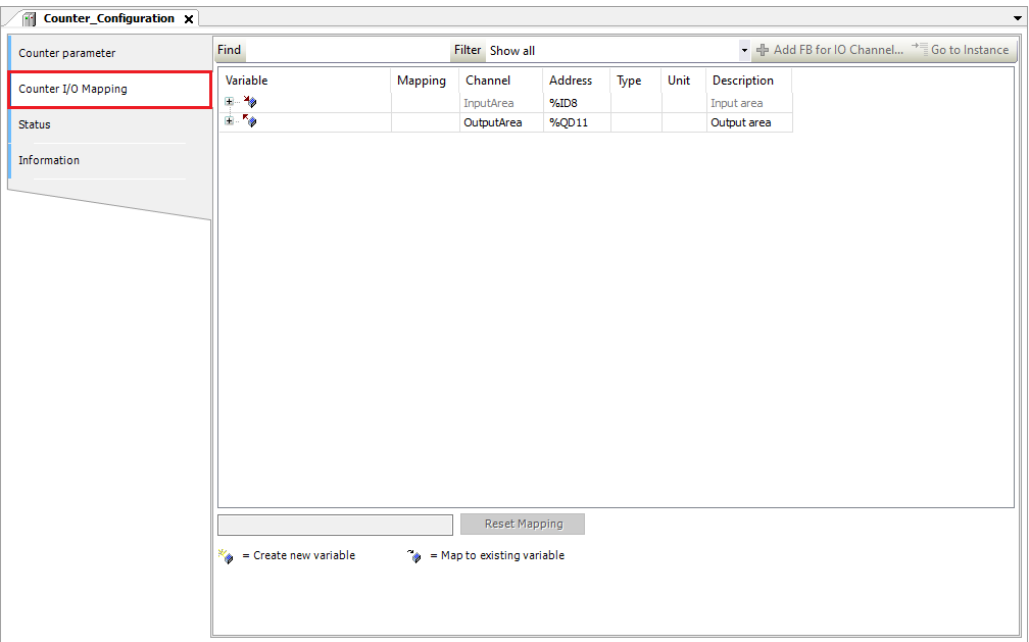 Counter_Configuration
Counter parameter
Counter I/O Mapping
Status
Information
Find Filter Show all Add FB for IO Channel... Go to Instance
Variable Mapping Channel Address Type Unit Description
InputArea %ID8 Input area
OutputArea %QD11 Output area
Reset Mapping
= Create new variable = Map to existing variable